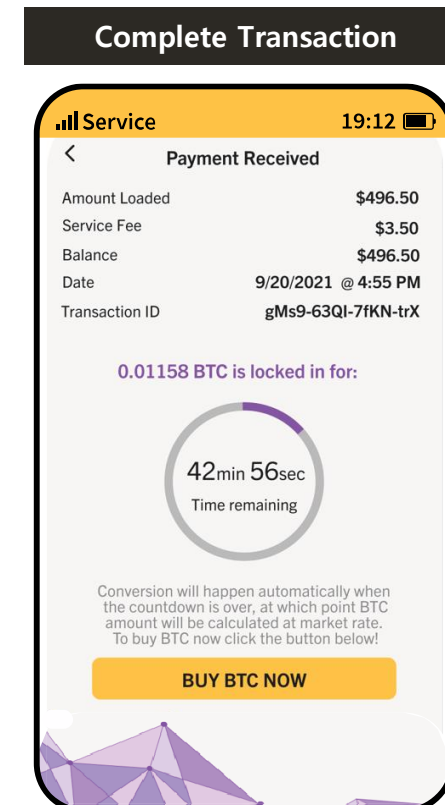 Complete Transaction
Service 19:12
Payment Received
Amount Loaded $496.50
Service Fee $3.50
Balance $496.50
Date 9/20/2021 @ 4:55 PM
Transaction ID gMs9-63QI-7fKN-trX
0.01158 BTC is locked in for:
42min 56sec
Time remaining
Conversion will happen automatically when
the countdown is over, at which point BTC
amount will be calculated at market rate.
To buy BTC now click the button below!
BUY BTC NOW